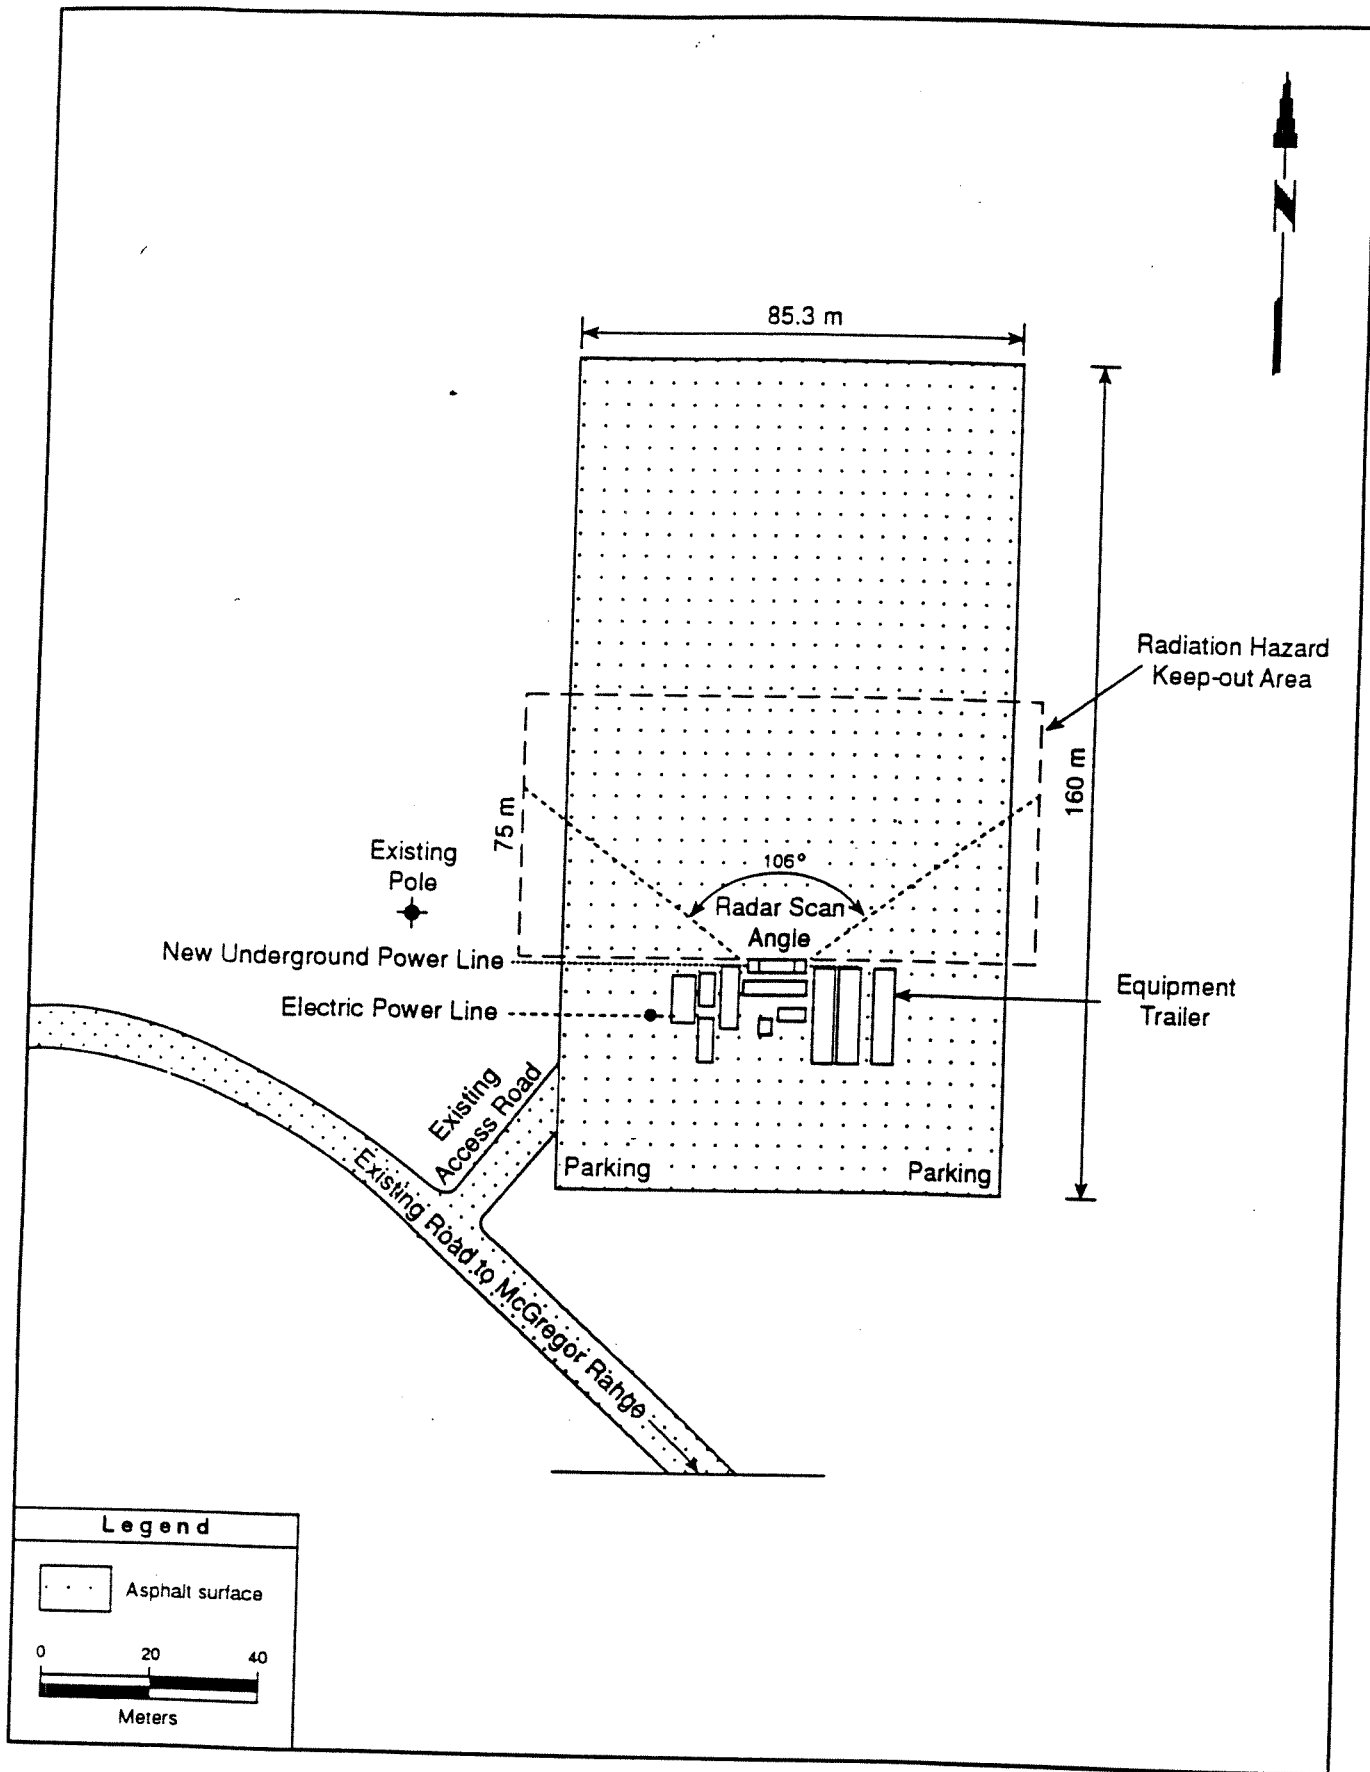 N
85.3 m
Radiation Hazard
Keep-out Area
160 m
75 m
106°
Existing
Pole
Radar Scan
Angle
New Underground Power Line
Electric Power Line
Equipment
Trailer
Existing
Access Road
Parking
Parking
Existing Road to McGregor Range
Legend
Asphalt surface
0 20 40
Meters